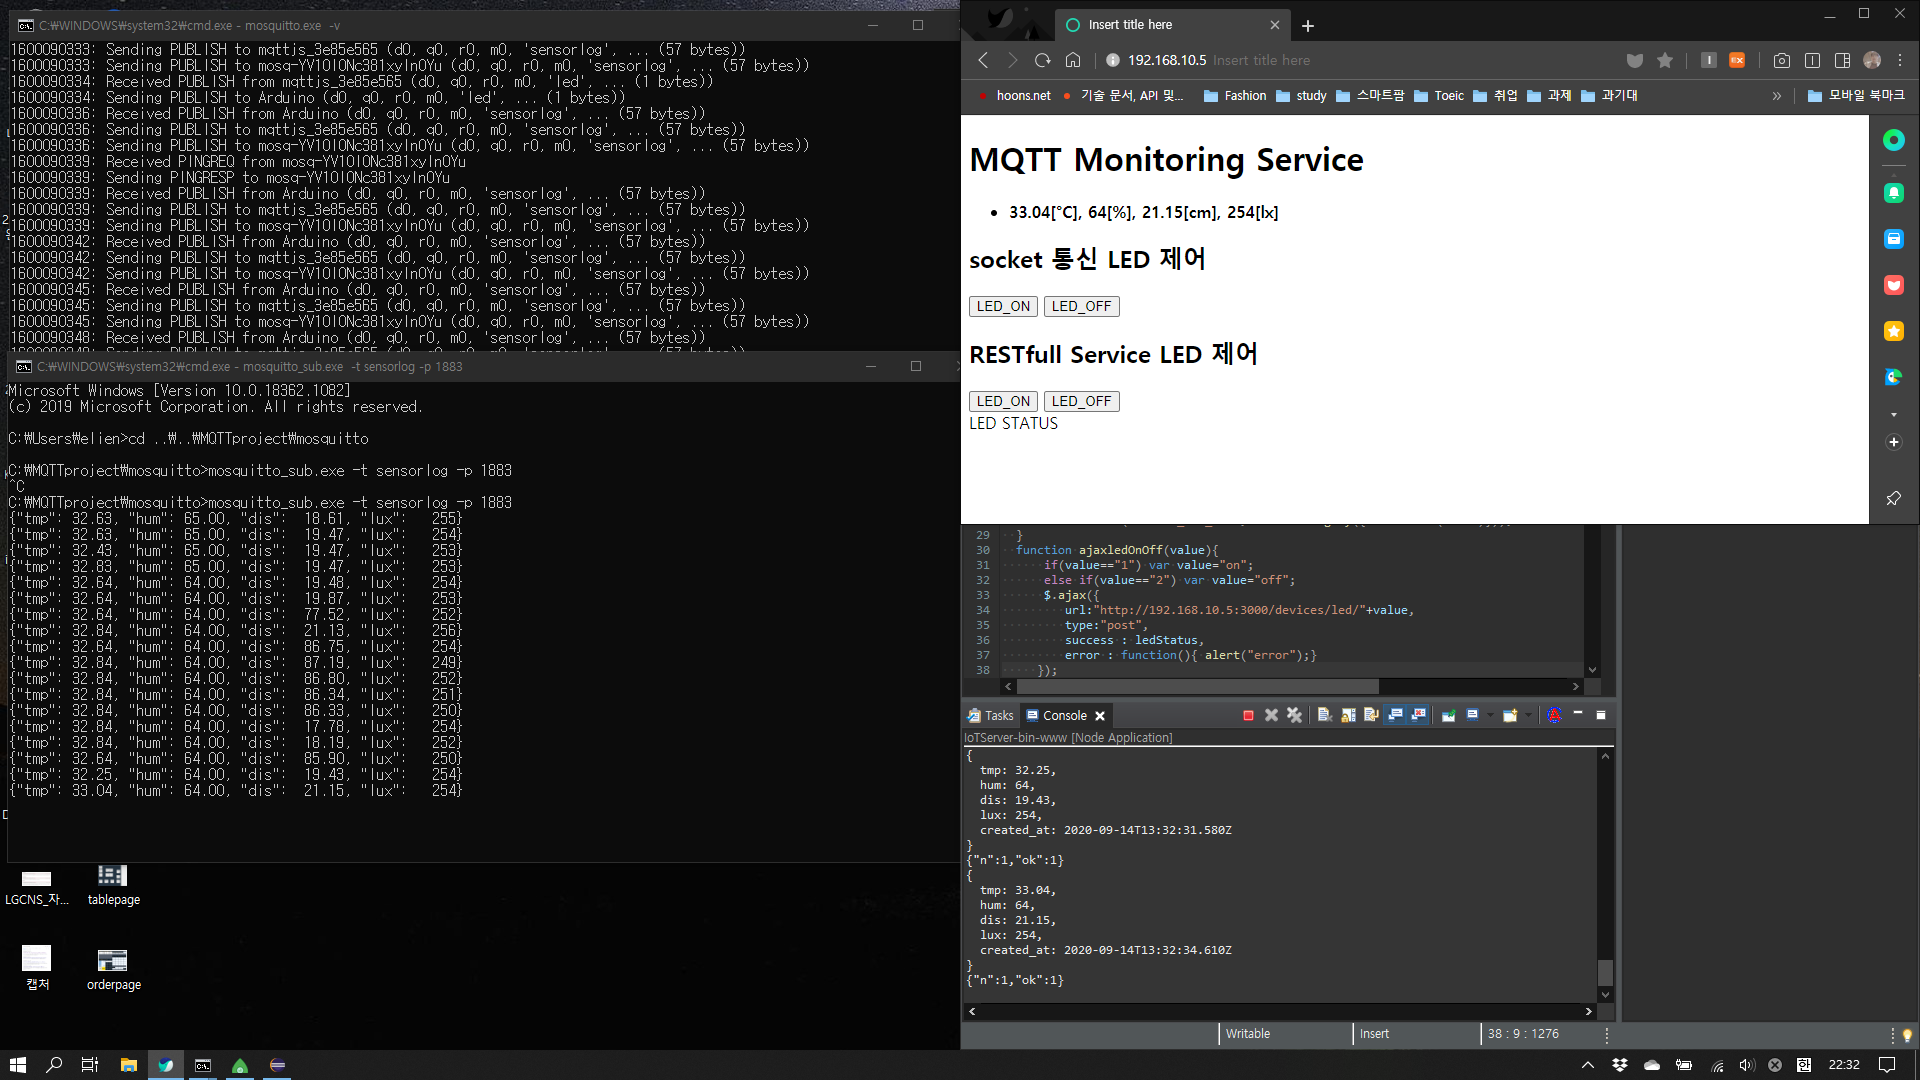 C:₩WINDOWS₩system32₩cmd.exe - mosquitto.exe  -v
1600090333: Sending PUBLISH to mqttjs_3e85e565 (d0, q0, r0, m0, 'sensorlog', ... (57 bytes))
1600090333: Sending PUBLISH to mosq-YV10IONc381xyIn0Yu (d0, q0, r0, m0, 'sensorlog', ... (57 bytes))
1600090334: Received PUBLISH from mqttjs_3e85e565 (d0, q0, r0, m0, 'led', ... (1 bytes))
1600090334: Sending PUBLISH to Arduino (d0, q0, r0, m0, 'led', ... (1 bytes))
1600090336: Received PUBLISH from Arduino (d0, q0, r0, m0, 'sensorlog', ... (57 bytes))
1600090336: Sending PUBLISH to mqttjs_3e85e565 (d0, q0, r0, m0, 'sensorlog', ... (57 bytes))
1600090336: Sending PUBLISH to mosq-YV10IONc381xyIn0Yu (d0, q0, r0, m0, 'sensorlog', ... (57 bytes))
1600090339: Received PINGREQ from mosq-YV10IONc381xyIn0Yu
1600090339: Sending PINGRESP to mosq-YV10IONc381xyIn0Yu
1600090339: Received PUBLISH from Arduino (d0, q0, r0, m0, 'sensorlog', ... (57 bytes))
1600090339: Sending PUBLISH to mqttjs_3e85e565 (d0, q0, r0, m0, 'sensorlog', ... (57 bytes))
1600090339: Sending PUBLISH to mosq-YV10IONc381xyIn0Yu (d0, q0, r0, m0, 'sensorlog', ... (57 bytes))
1600090342: Received PUBLISH from Arduino (d0, q0, r0, m0, 'sensorlog', ... (57 bytes))
1600090342: Sending PUBLISH to mqttjs_3e85e565 (d0, q0, r0, m0, 'sensorlog', ... (57 bytes))
1600090342: Sending PUBLISH to mosq-YV10IONc381xyIn0Yu (d0, q0, r0, m0, 'sensorlog', ... (57 bytes))
1600090345: Received PUBLISH from Arduino (d0, q0, r0, m0, 'sensorlog', ... (57 bytes))
1600090345: Sending PUBLISH to mqttjs_3e85e565 (d0, q0, r0, m0, 'sensorlog', ... (57 bytes))
1600090345: Sending PUBLISH to mosq-YV10IONc381xyIn0Yu (d0, q0, r0, m0, 'sensorlog', ... (57 bytes))
1600090348: Received PUBLISH from Arduino (d0, q0, r0, m0, 'sensorlog', ... (57 bytes))
C:₩WINDOWS₩system32₩cmd.exe - mosquitto_sub.exe  -t sensorlog -p 1883
Microsoft Windows [Version 10.0.18362.1082]
(c) 2019 Microsoft Corporation. All rights reserved.
C:₩Users₩elien>cd ..₩..₩MQTTproject₩mosquitto
C:₩MQTTproject₩mosquitto>mosquitto_sub.exe -t sensorlog -p 1883
^C
C:₩MQTTproject₩mosquitto>mosquitto_sub.exe -t sensorlog -p 1883
{"tmp": 32.63, "hum": 65.00, "dis":  18.61, "lux":   255}
{"tmp": 32.63, "hum": 65.00, "dis":  19.47, "lux":   254}
{"tmp": 32.43, "hum": 65.00, "dis":  19.47, "lux":   253}
{"tmp": 32.83, "hum": 65.00, "dis":  19.47, "lux":   253}
{"tmp": 32.64, "hum": 64.00, "dis":  19.48, "lux":   254}
{"tmp": 32.64, "hum": 64.00, "dis":  19.87, "lux":   253}
{"tmp": 32.64, "hum": 64.00, "dis":  77.52, "lux":   252}
{"tmp": 32.84, "hum": 64.00, "dis":  21.13, "lux":   256}
{"tmp": 32.64, "hum": 64.00, "dis":  86.75, "lux":   254}
{"tmp": 32.84, "hum": 64.00, "dis":  87.19, "lux":   249}
{"tmp": 32.84, "hum": 64.00, "dis":  86.80, "lux":   252}
{"tmp": 32.84, "hum": 64.00, "dis":  86.34, "lux":   251}
{"tmp": 32.84, "hum": 64.00, "dis":  86.33, "lux":   250}
{"tmp": 32.84, "hum": 64.00, "dis":  17.78, "lux":   254}
{"tmp": 32.84, "hum": 64.00, "dis":  18.19, "lux":   252}
{"tmp": 32.64, "hum": 64.00, "dis":  85.90, "lux":   250}
{"tmp": 32.25, "hum": 64.00, "dis":  19.43, "lux":   254}
{"tmp": 33.04, "hum": 64.00, "dis":  21.15, "lux":   254}
LGCNS_자... tablepage
캡처 orderpage
Insert title here
192.168.10.5 Insert title here
hoons.net 기술 문서, API 및... Fashion study 스마트팜 Toeic 취업 과제 과기대 » 모바일 북마크
MQTT Monitoring Service
• 33.04[°C], 64[%], 21.15[cm], 254[lx]
socket 통신 LED 제어
LED_ON LED_OFF
RESTfull Service LED 제어
LED_ON LED_OFF
LED STATUS
29 }
30 function ajaxledOnOff(value){
31 if(value=="1") var value="on";
32 else if(value=="2") var value="off";
33 $.ajax({
34 url:"http://192.168.10.5:3000/devices/led/"+value,
35 type:"post",
36 success : ledStatus,
37 error : function(){ alert("error");}
38 });
Tasks Console
IoTServer-bin-www [Node Application]
{
tmp: 32.25,
hum: 64,
dis: 19.43,
lux: 254,
created_at: 2020-09-14T13:32:31.580Z
}
{"n":1,"ok":1}
{
tmp: 33.04,
hum: 64,
dis: 21.15,
lux: 254,
created_at: 2020-09-14T13:32:34.610Z
}
{"n":1,"ok":1}
Writable Insert 38 : 9 : 1276
한 22:32